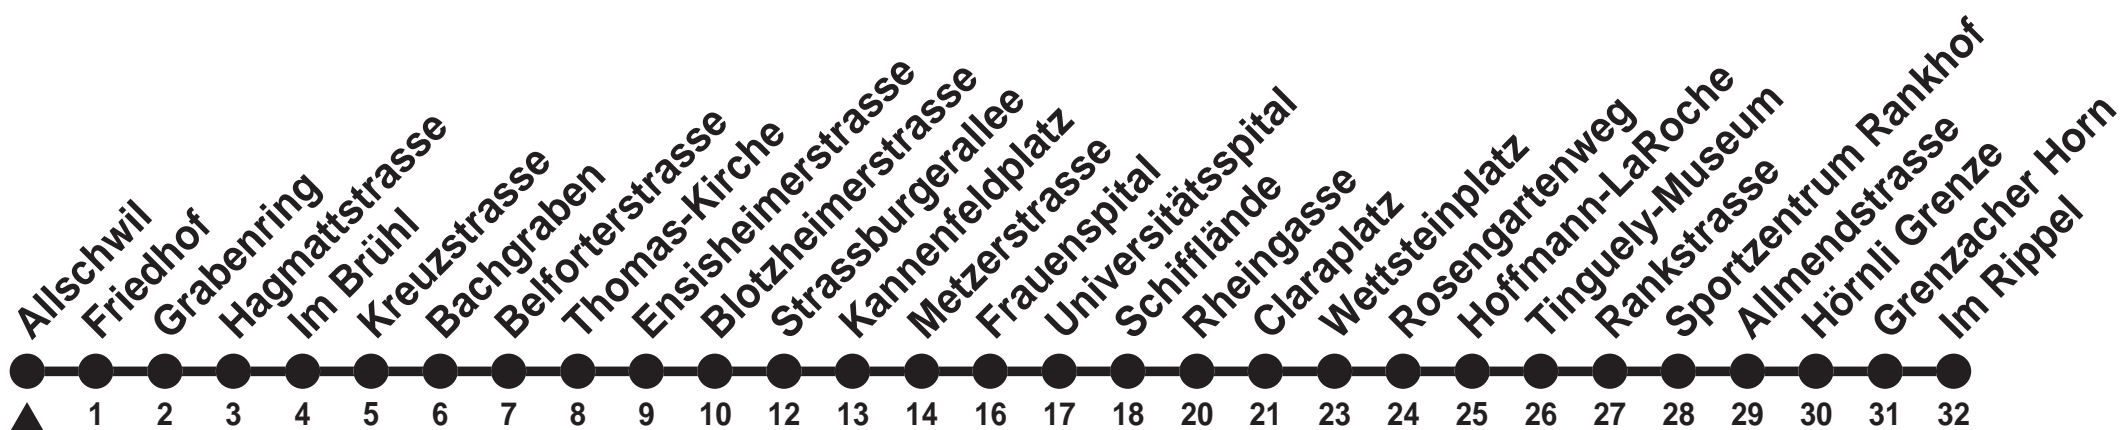 Allschwil
Friedhof
Grabenring
Hagmattstrasse
Im Brühl
Kreuzstrasse
Bachgraben
Belforterstrasse
Thomas-Kirche
Ensisheimerstrasse
Blotzheimerstrasse
Strassburgerallee
Kannenfeldplatz
Metzerstrasse
Frauenspital
Universitätsspital
Schifflände
Rheingasse
Claraplatz
Wettsteinplatz
Rosengartenweg
Hoffmann-LaRoche
Tinguely-Museum
Rankstrasse
Sportzentrum Rankhof
Allmendstrasse
Hörnli Grenze
Grenzacher Horn
Im Rippel
1 2 3 4 5 6 7 8 9 10 12 13 14 16 17 18 20 21 23 24 25 26 27 28 29 30 31 32